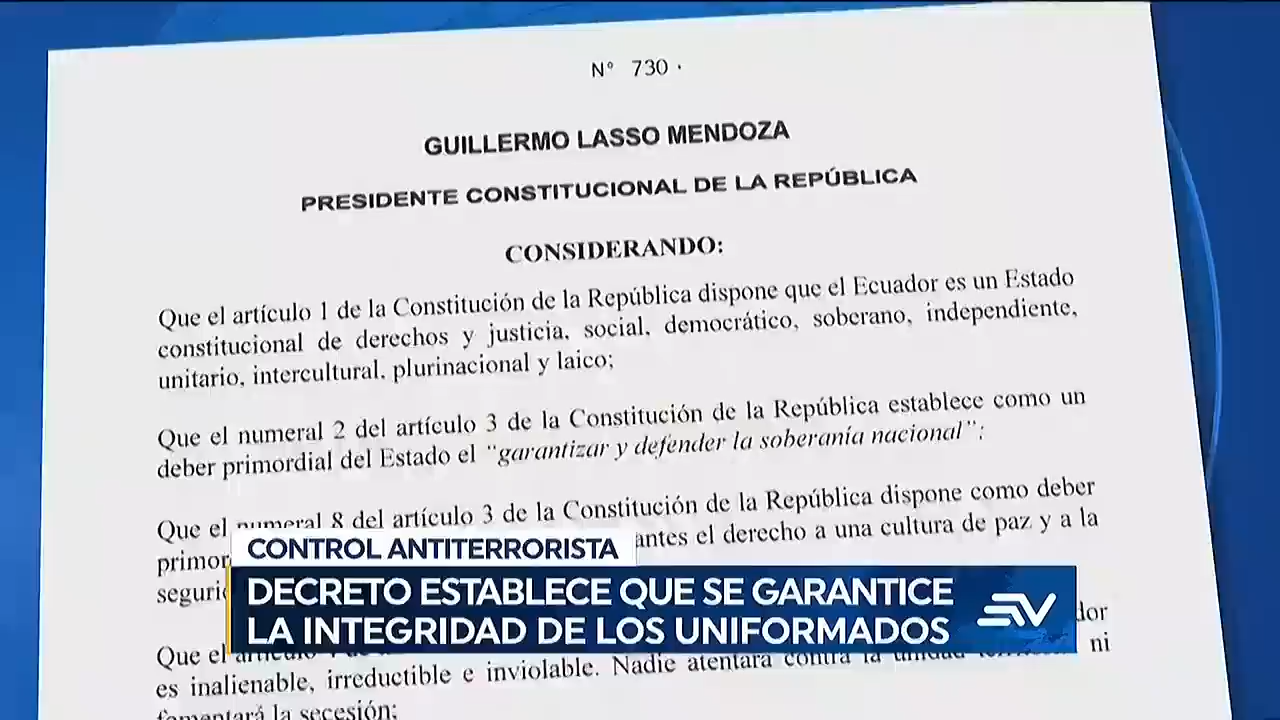 N° 730
GUILLERMO LASSO MENDOZA
PRESIDENTE CONSTITUCIONAL DE LA REPÚBLICA
CONSIDERANDO:
Que el artículo 1 de la Constitución de la República dispone que el Ecuador es un Estado
constitucional de derechos y justicia, social, democrático, soberano, independiente,
unitario, intercultural, plurinacional y laico;
Que el numeral 2 del artículo 3 de la Constitución de la República establece como un
deber primordial del Estado el "garantizar y defender la soberanía nacional";
Que el numeral 8 del artículo 3 de la Constitución de la República dispone como deber
antes el derecho a una cultura de paz y a la
CONTROL ANTITERRORISTA
DECRETO ESTABLECE QUE SE GARANTICE
LA INTEGRIDAD DE LOS UNIFORMADOS
Que el
es inalienable, irreductible e inviolable. Nadie atentará contra la unidad ni
fomentará la secesión;